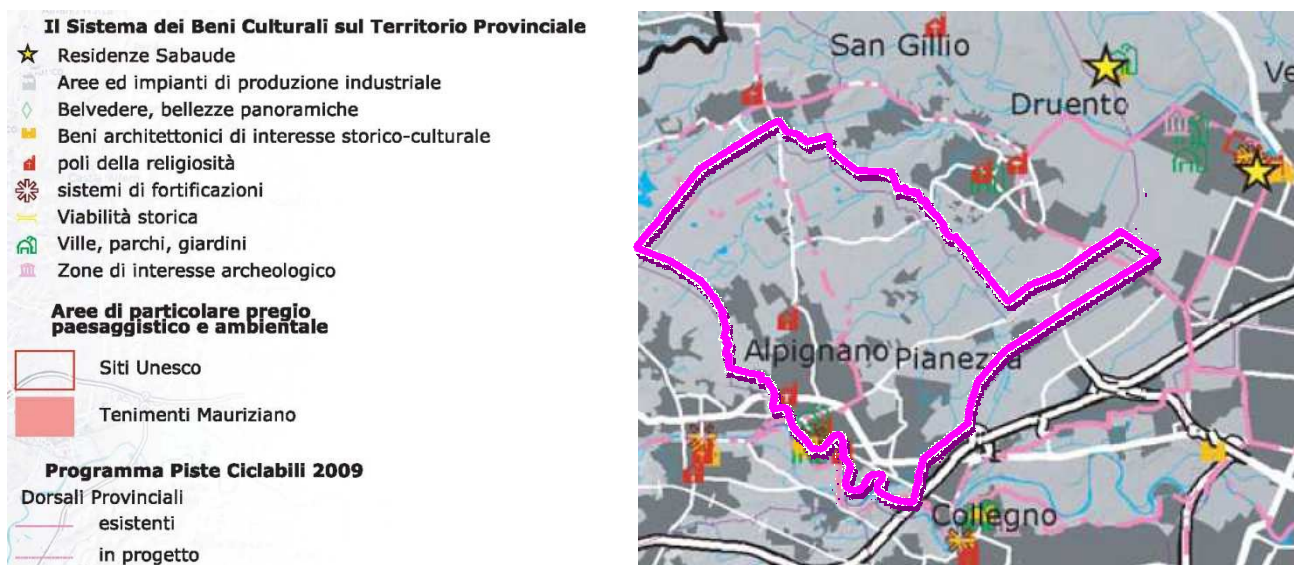 Il Sistema dei Beni Culturali sul Territorio Provinciale
Residenze Sabaude
Aree ed impianti di produzione industriale
Belvedere, bellezze panoramiche
Beni architettonici di interesse storico-culturale
poli della religiosità
sistemi di fortificazioni
Viabilità storica
Ville, parchi, giardini
Zone di interesse archeologico
Aree di particolare pregio
paesaggistico e ambientale
Siti Unesco
Tenimenti Mauriziano
Programma Piste Ciclabili 2009
Dorsali Provinciali
esistenti
in progetto
San Gillio
Ve
Druento
Alpignano
Pianezza
Collegno